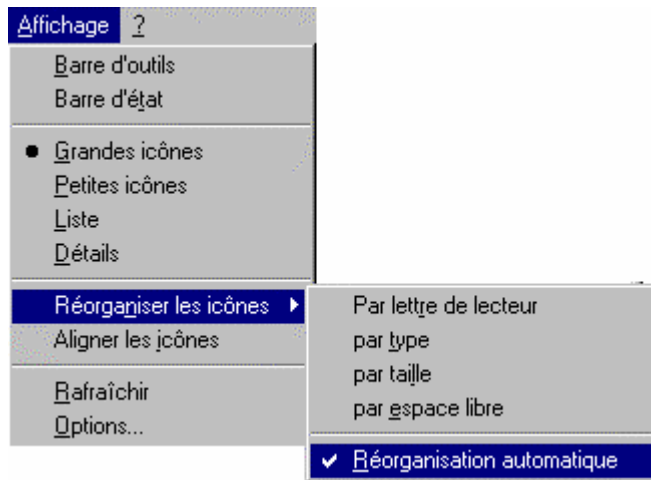 Affichage ?
Barre d'outils
Barre d'état
Grandes icônes
Petites icônes
Liste
Détails
Réorganiser les icônes
Aligner les icônes
Rafraîchir
Options...
Par lettre de lecteur
par type
par taille
par espace libre
Réorganisation automatique